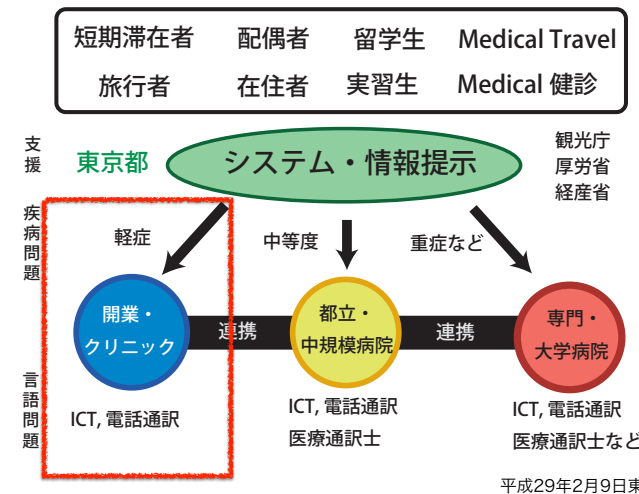 短期滞在者 配偶者 留学生 Medical Travel
旅行者 在住者 実習生 Medical 健診
支援
東京都
システム・情報提示
観光庁
厚労省
経産省
疾病問題
軽症
中等度
重症など
開業・
クリニック
連携
都立・
中規模病院
連携
専門・
大学病院
言語問題
ICT, 電話通訳
ICT, 電話通訳
医療通訳士
ICT, 電話通訳
医療通訳士など
平成29年2月9日東